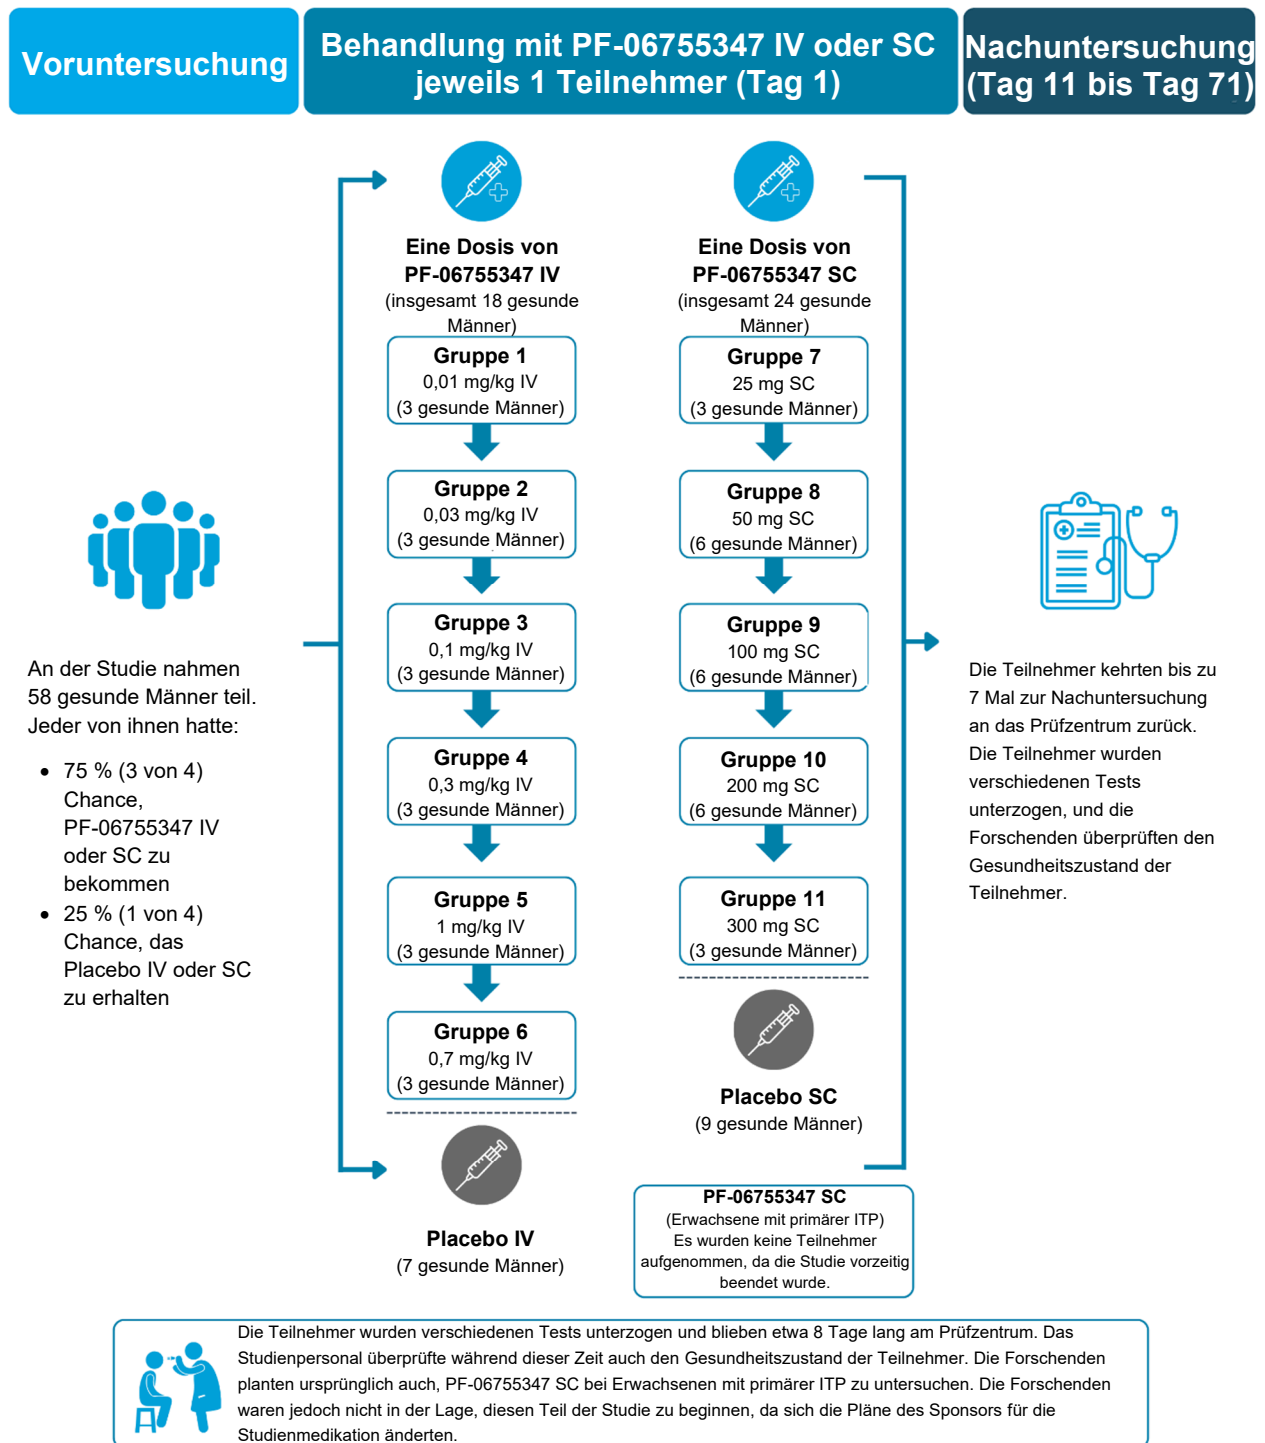 Voruntersuchung
Behandlung mit PF-06755347 IV oder SC
jeweils 1 Teilnehmer (Tag 1)
Nachuntersuchung
(Tag 11 bis Tag 71)
An der Studie nahmen
58 gesunde Männer teil.
Jeder von ihnen hatte:
• 75 % (3 von 4)
Chance,
PF-06755347 IV
oder SC zu
bekommen
• 25 % (1 von 4)
Chance, das
Placebo IV oder SC
zu erhalten
Eine Dosis von
PF-06755347 IV
(insgesamt 18 gesunde
Männer)
Gruppe 1
0,01 mg/kg IV
(3 gesunde Männer)
Gruppe 2
0,03 mg/kg IV
(3 gesunde Männer)
Gruppe 3
0,1 mg/kg IV
(3 gesunde Männer)
Gruppe 4
0,3 mg/kg IV
(3 gesunde Männer)
Gruppe 5
1 mg/kg IV
(3 gesunde Männer)
Gruppe 6
0,7 mg/kg IV
(3 gesunde Männer)
Placebo IV
(7 gesunde Männer)
Eine Dosis von
PF-06755347 SC
(insgesamt 24 gesunde
Männer)
Gruppe 7
25 mg SC
(3 gesunde Männer)
Gruppe 8
50 mg SC
(6 gesunde Männer)
Gruppe 9
100 mg SC
(6 gesunde Männer)
Gruppe 10
200 mg SC
(6 gesunde Männer)
Gruppe 11
300 mg SC
(3 gesunde Männer)
Placebo SC
(9 gesunde Männer)
PF-06755347 SC
(Erwachsene mit primärer ITP)
Es wurden keine Teilnehmer
aufgenommen, da die Studie vorzeitig
beendet wurde.
Die Teilnehmer kehrten bis zu
7 Mal zur Nachuntersuchung
an das Prüfzentrum zurück.
Die Teilnehmer wurden
verschiedenen Tests
unterzogen, und die
Forschenden überprüften den
Gesundheitszustand der
Teilnehmer.
Die Teilnehmer wurden verschiedenen Tests unterzogen und blieben etwa 8 Tage lang am Prüfzentrum. Das
Studienpersonal überprüfte während dieser Zeit auch den Gesundheitszustand der Teilnehmer. Die Forschenden
planten ursprünglich auch, PF-06755347 SC bei Erwachsenen mit primärer ITP zu untersuchen. Die Forschenden
waren jedoch nicht in der Lage, diesen Teil der Studie zu beginnen, da sich die Pläne des Sponsors für die
Studienmedikation änderten.